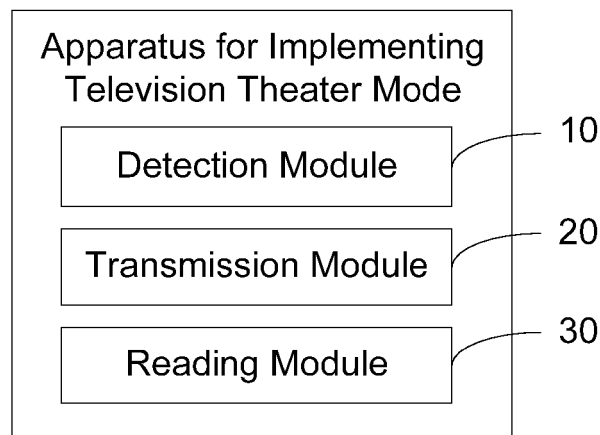 Apparatus for Implementing
Television Theater Mode
Detection Module
10
Transmission Module
20
Reading Module
30